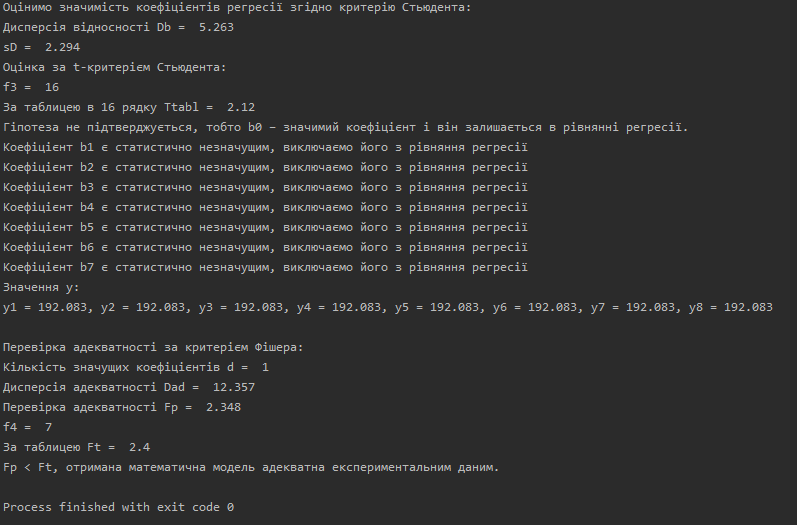 Оцінимо значимість коефіцієнтів регресії згідно критерію Стьюдента:
Дисперсія відносності Db =  5.263
sD =  2.294
Оцінка за t-критерієм Стьюдента:
f3 =  16
За таблицею в 16 рядку Ttabl =  2.12
Гіпотеза не підтверджується, тобто b0 – значимий коефіцієнт і він залишається в рівнянні регресії.
Коефіцієнт b1 є статистично незначущим, виключаємо його з рівняння регресії
Коефіцієнт b2 є статистично незначущим, виключаємо його з рівняння регресії
Коефіцієнт b3 є статистично незначущим, виключаємо його з рівняння регресії
Коефіцієнт b4 є статистично незначущим, виключаємо його з рівняння регресії
Коефіцієнт b5 є статистично незначущим, виключаємо його з рівняння регресії
Коефіцієнт b6 є статистично незначущим, виключаємо його з рівняння регресії
Коефіцієнт b7 є статистично незначущим, виключаємо його з рівняння регресії
Значення y:
y1 = 192.083, y2 = 192.083, y3 = 192.083, y4 = 192.083, y5 = 192.083, y6 = 192.083, y7 = 192.083, y8 = 192.083
Перевірка адекватності за критерієм Фішера:
Кількість значущих коефіцієнтів d =  1
Дисперсія адекватності Dad =  12.357
Перевірка адекватності Fp =  2.348
f4 =  7
За таблицею Ft =  2.4
Fp < Ft, отримана математична модель адекватна експериментальним даним.
Process finished with exit code 0